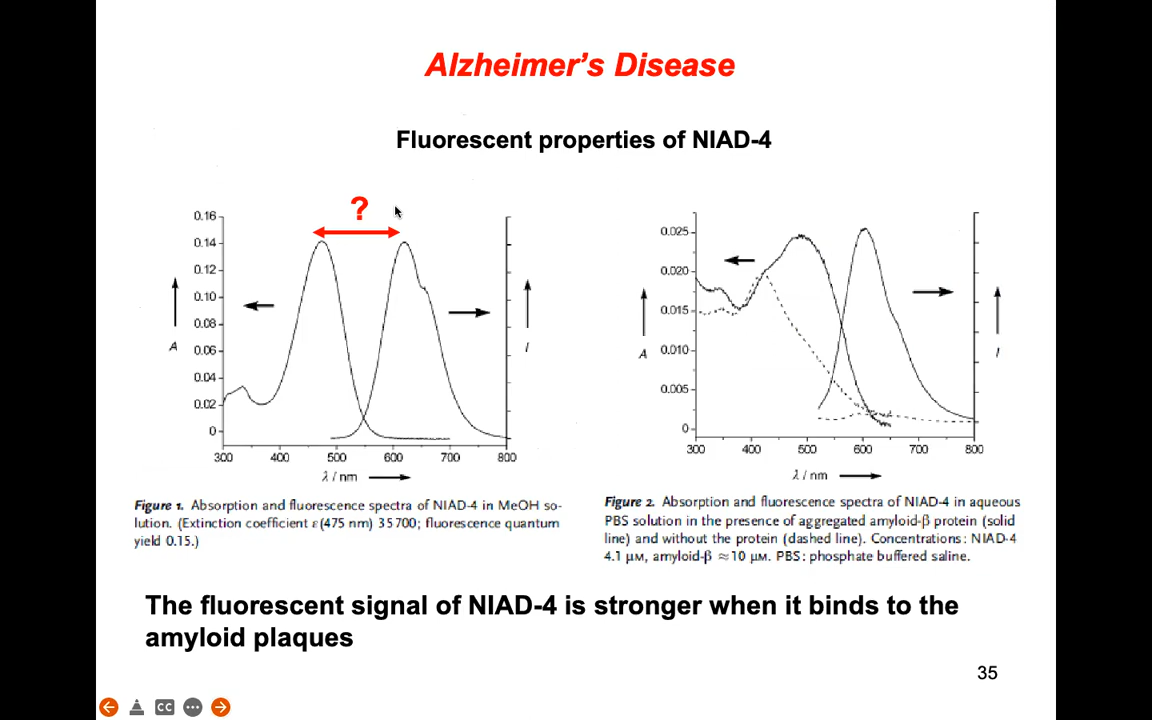 Alzheimer's Disease
Fluorescent properties of NIAD-4
?
0.16
0.14
0.12
0.10
0.08
0.06
0.04
0.02
0
A
I
300 400 500 600 700 800
λ / nm
0.025
0.020
0.015
0.010
0.005
0
A
I
300 400 500 600 700 800
λ / nm
Figure 1. Absorption and fluorescence spectra of NIAD-4 in MeOH so-
lution. (Extinction coefficient ε(475 nm) 35700; fluorescence quantum
yield 0.15.)
Figure 2. Absorption and fluorescence spectra of NIAD-4 in aqueous
PBS solution in the presence of aggregated amyloid-β protein (solid
line) and without the protein (dashed line). Concentrations: NIAD-4
4.1 μM, amyloid-β ≈10 μM. PBS: phosphate buffered saline.
The fluorescent signal of NIAD-4 is stronger when it binds to the
amyloid plaques
35
CC